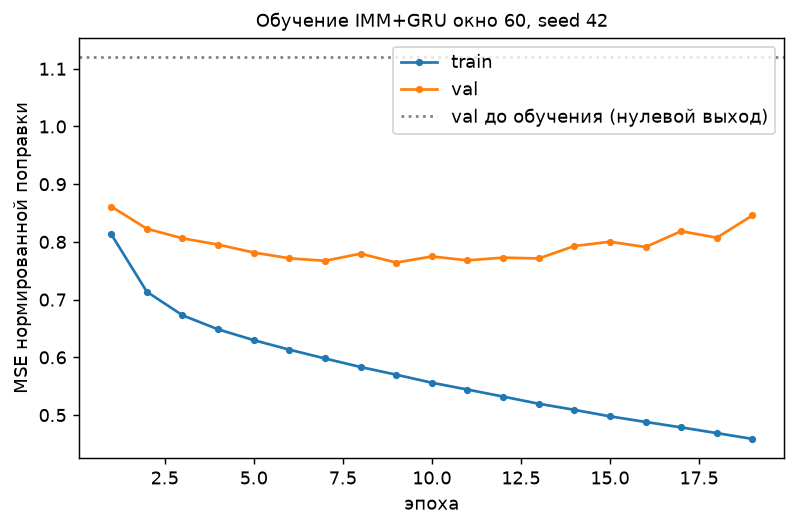 Обучение IMM+GRU окно 60, seed 42
train
val
val до обучения (нулевой выход)
MSE нормированной поправки
1.1
1.0
0.9
0.8
0.7
0.6
0.5
2.5 5.0 7.5 10.0 12.5 15.0 17.5
эпоха